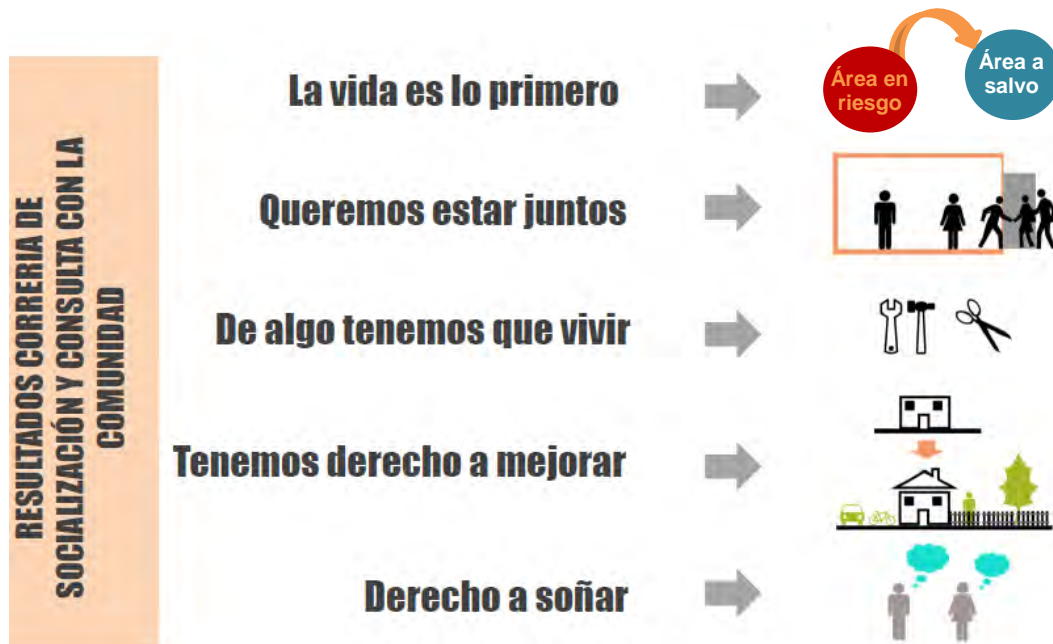 RESULTADOS CORRERIA DE
SOCIALIZACIÓN Y CONSULTA CON LA
COMUNIDAD
La vida es lo primero
Área en
riesgo
Área a
salvo
Queremos estar juntos
De algo tenemos que vivir
Tenemos derecho a mejorar
Derecho a soñar